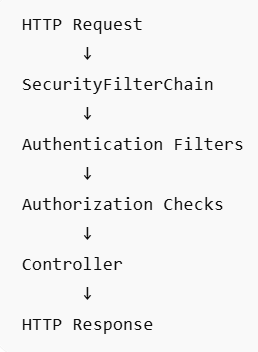 HTTP Request
↓
SecurityFilterChain
↓
Authentication Filters
↓
Authorization Checks
↓
Controller
↓
HTTP Response